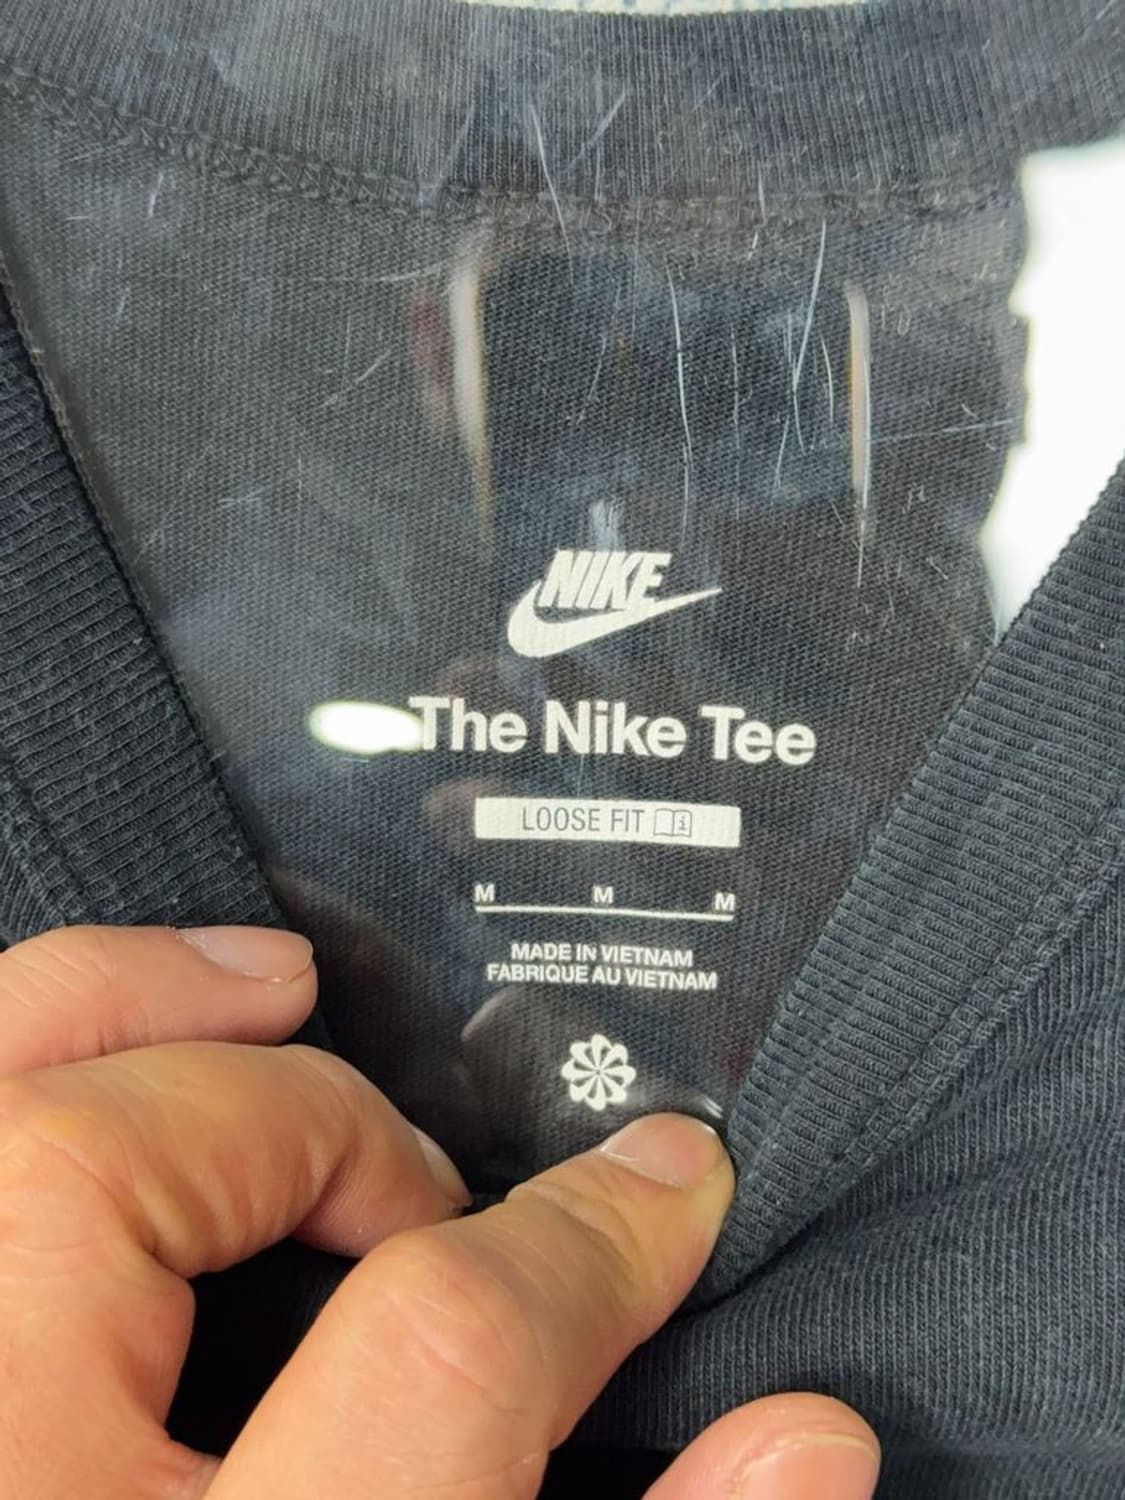 NIKE
The Nike Tee
LOOSE FIT
M M M
MADE IN VIETNAM
FABRIQUE AU VIETNAM